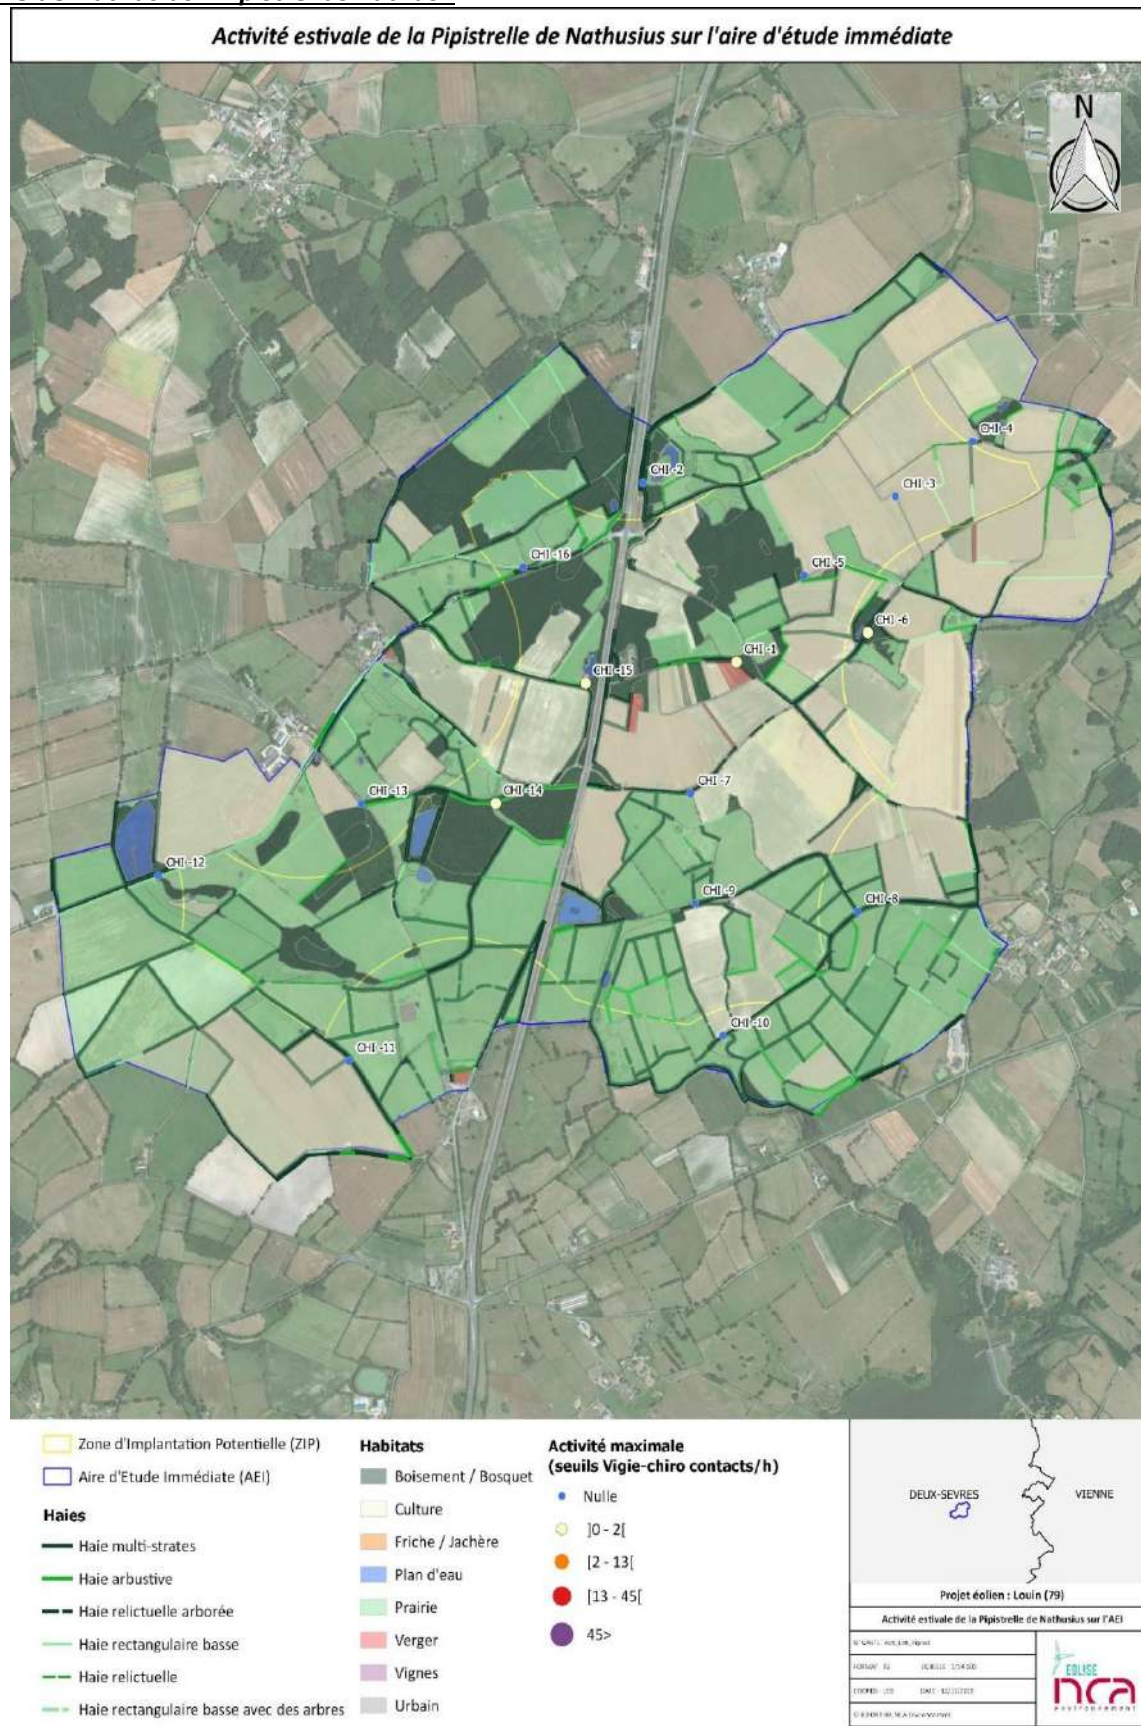 Activité estivale de la Pipistrelle de Nathusius sur l'aire d'étude immédiate
N
CHI -4
CHI -2
CHI -3
CHI -16
CHI -5
CHI -6
CHI -1
CHI -15
CHI -7
CHI -13
CHI -14
CHI -12
CHI -9
CHI -8
CHI -10
CHI -11
Zone d'Implantation Potentielle (ZIP)
Aire d'Etude Immédiate (AEI)
Haies
Haie multi-strates
Haie arbustive
Haie relictuelle arborée
Haie rectangulaire basse
Haie relictuelle
Haie rectangulaire basse avec des arbres
Habitats
Boisement / Bosquet
Culture
Friche / Jachère
Plan d'eau
Prairie
Verger
Vignes
Urbain
Activité maximale
(seuils Vigie-chiro contacts/h)
Nulle
]0 - 2[
[2 - 13[
[13 - 45[
45>
DEUX-SEVRES
VIENNE
Projet éolien : Louin (79)
Activité estivale de la Pipistrelle de Nathusius sur l'AEI
EOLISE
nca
environnement